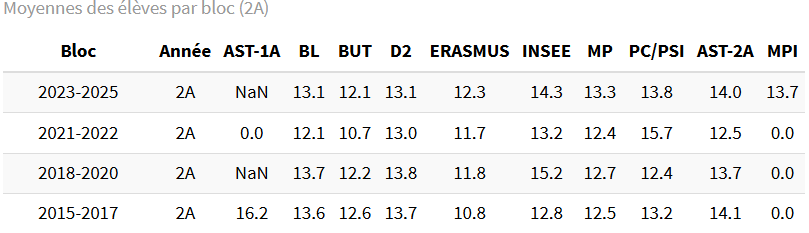 Moyennes des élèves par bloc (2A)
Bloc Année AST-1A BL BUT D2 ERASMUS INSEE MP PC/PSI AST-2A MPI
2023-2025 2A NaN 13.1 12.1 13.1 12.3 14.3 13.3 13.8 14.0 13.7
2021-2022 2A 0.0 12.1 10.7 13.0 11.7 13.2 12.4 15.7 12.5 0.0
2018-2020 2A NaN 13.7 12.2 13.8 11.8 15.2 12.7 12.4 13.7 0.0
2015-2017 2A 16.2 13.6 12.6 13.7 10.8 12.8 12.5 13.2 14.1 0.0